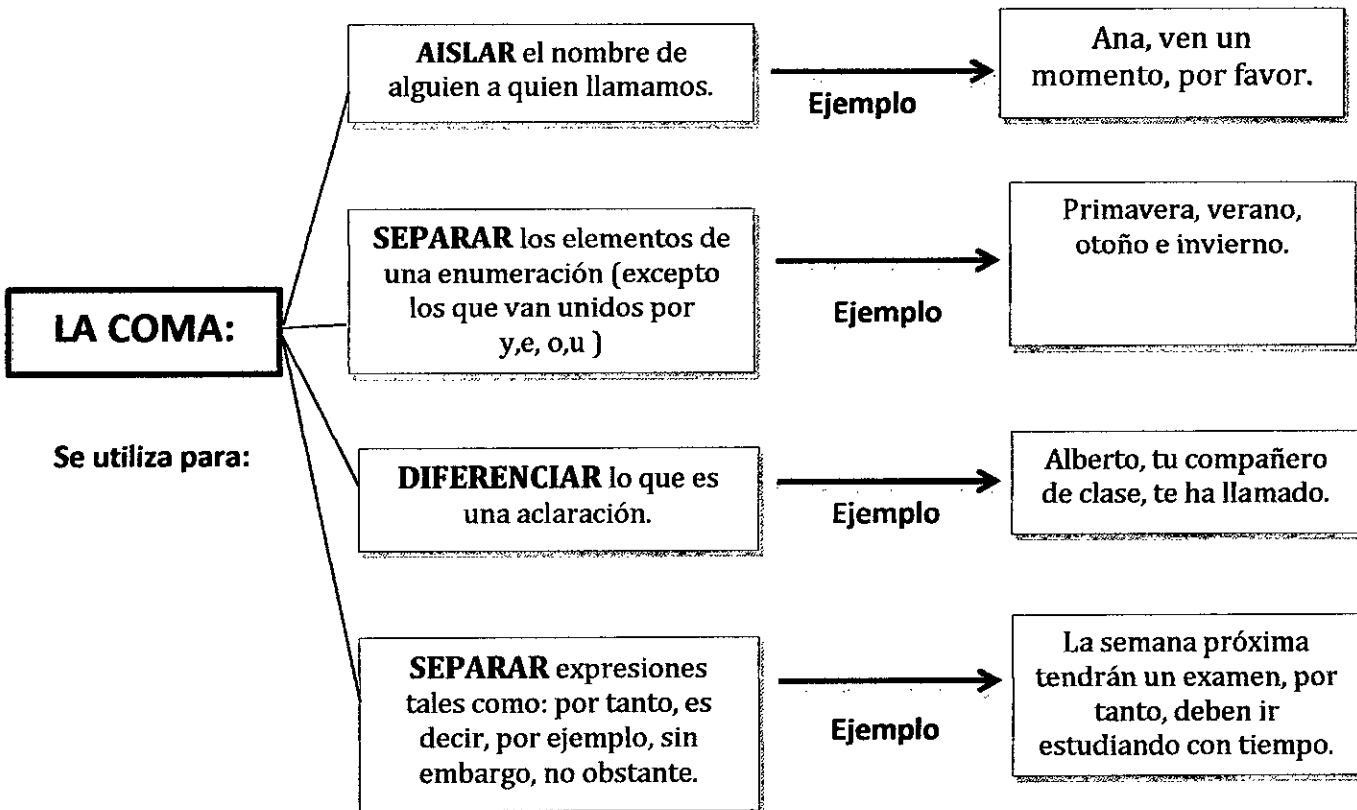 LA COMA:
Se utiliza para:
AISLAR el nombre de
alguien a quien llamamos.
Ejemplo
Ana, ven un
momento, por favor.
SEPARAR los elementos de
una enumeración (excepto
los que van unidos por
y,e, o,u )
Ejemplo
Primavera, verano,
otoño e invierno.
DIFERENCIAR lo que es
una aclaración.
Ejemplo
Alberto, tu compañero
de clase, te ha llamado.
SEPARAR expresiones
tales como: por tanto, es
decir, por ejemplo, sin
embargo, no obstante.
Ejemplo
La semana próxima
tendrán un examen, por
tanto, deben ir
estudiando con tiempo.